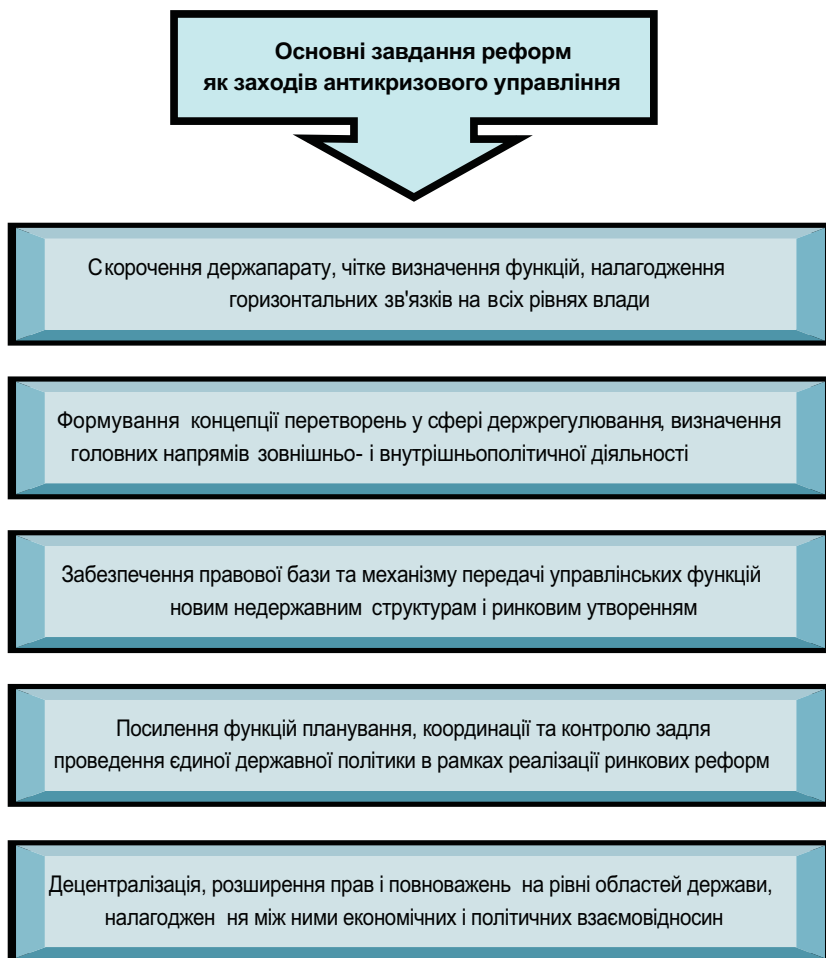 Основні завдання реформ
як заходів антикризового управління
Скорочення держапарату, чітке визначення функцій, налагодження
горизонтальних зв'язків на всіх рівнях влади
Формування концепції перетворень у сфері держрегулювання, визначення
головних напрямів зовнішньо- і внутрішньополітичної діяльності
Забезпечення правової бази та механізму передачі управлінських функцій
новим недержавним структурам і ринковим утворенням
Посилення функцій планування, координації та контролю задля
проведення єдиної державної політики в рамках реалізації ринкових реформ
Децентралізація, розширення прав і повноважень на рівні областей держави,
налагоджен ня між ними економічних і політичних взаємовідносин